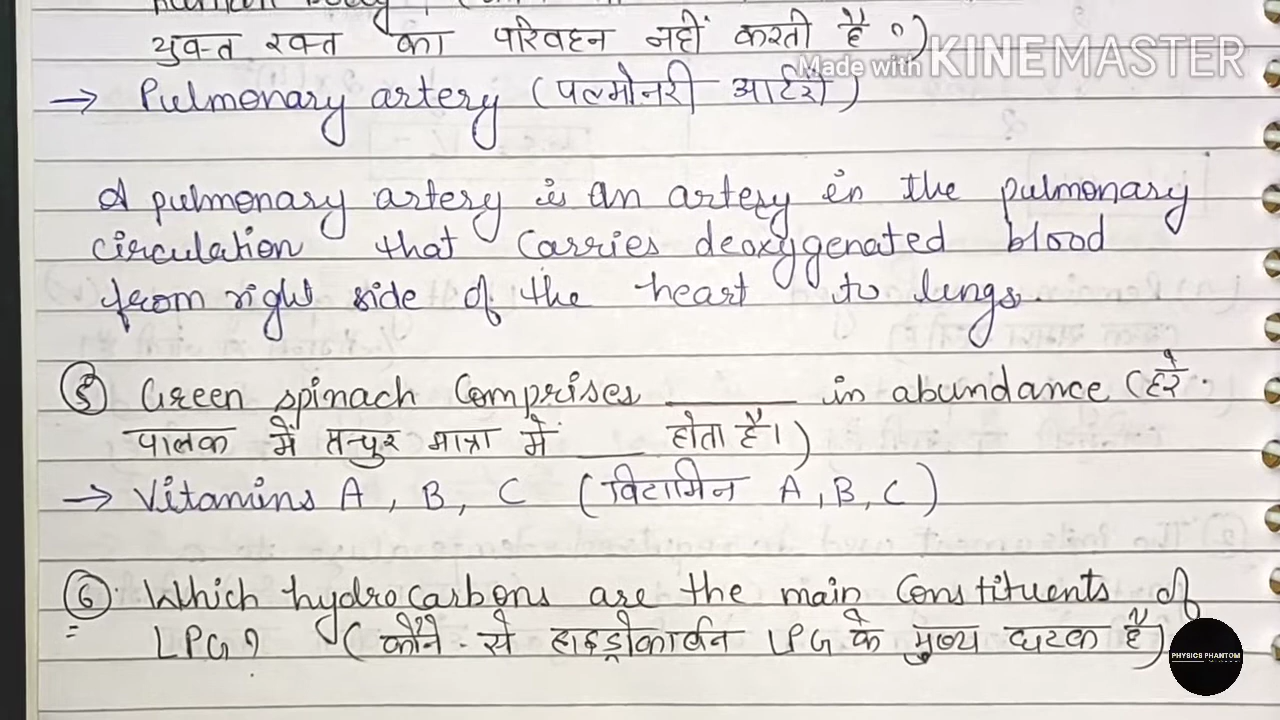 युक्त रक्त का परिवहन नहीं करती है ?)
Made with KINEMASTER
→ Pulmonary artery (पल्मोनरी आर्टरी)
A pulmonary artery is an artery in the pulmonary
circulation that carries deoxygenated blood
from right side of the heart to lungs.
5 Green spinach comprises ______ in abundance (हरे
पालक में मात्रा में ___ होता है।)
→ Vitamins A, B, C (विटामिन A, B, C)
6 Which hydrocarbons are the main constituents of
LPG? (कौन-से हाइड्रोकार्बन LPG के मुख्य घटक हैं)
PHYSICS PHANTOM